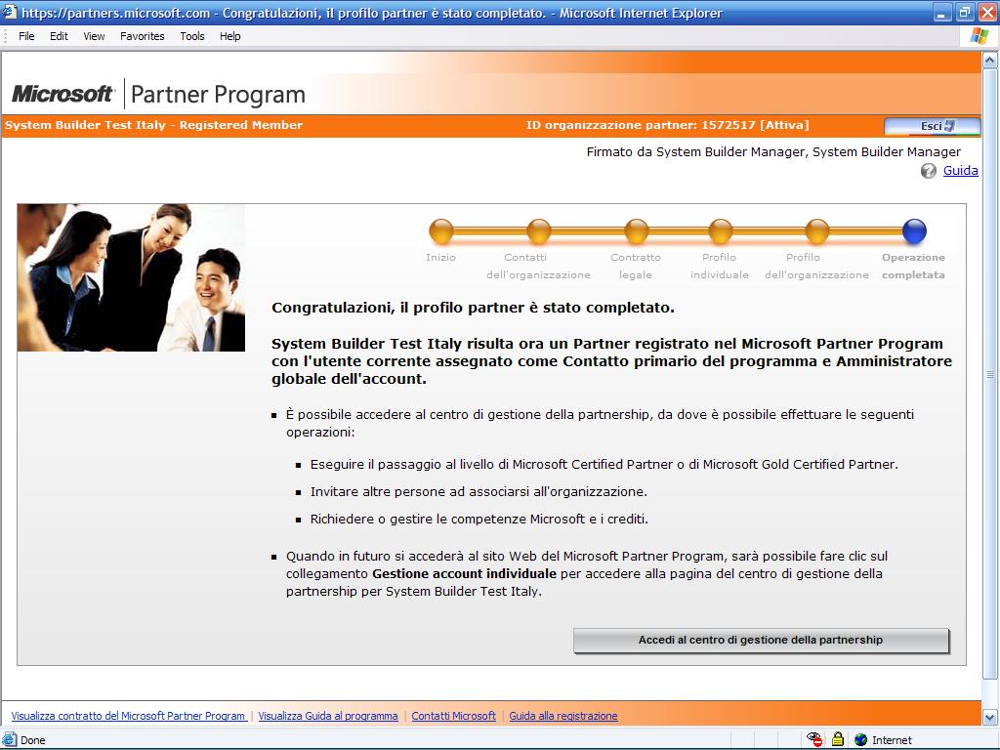 https://partners.microsoft.com - Congratulazioni, il profilo partner è stato completato. - Microsoft Internet Explorer
File Edit View Favorites Tools Help
Microsoft Partner Program
System Builder Test Italy - Registered Member ID organizzazione partner: 1572517 [Attiva] Esci
Firmato da System Builder Manager, System Builder Manager
Guida
Inizio Contatti Contratto Profilo Profilo Operazione
dell'organizzazione legale individuale dell'organizzazione completata
Congratulazioni, il profilo partner è stato completato.
System Builder Test Italy risulta ora un Partner registrato nel Microsoft Partner Program
con l'utente corrente assegnato come Contatto primario del programma e Amministratore
globale dell'account.
È possibile accedere al centro di gestione della partnership, da dove è possibile effettuare le seguenti
operazioni:
Eseguire il passaggio al livello di Microsoft Certified Partner o di Microsoft Gold Certified Partner.
Invitare altre persone ad associarsi all'organizzazione.
Richiedere o gestire le competenze Microsoft e i crediti.
Quando in futuro si accederà al sito Web del Microsoft Partner Program, sarà possibile fare clic sul
collegamento Gestione account individuale per accedere alla pagina del centro di gestione della
partnership per System Builder Test Italy.
Accedi al centro di gestione della partnership
Visualizza contratto del Microsoft Partner Program | Visualizza Guida al programma | Contatti Microsoft | Guida alla registrazione
Done Internet